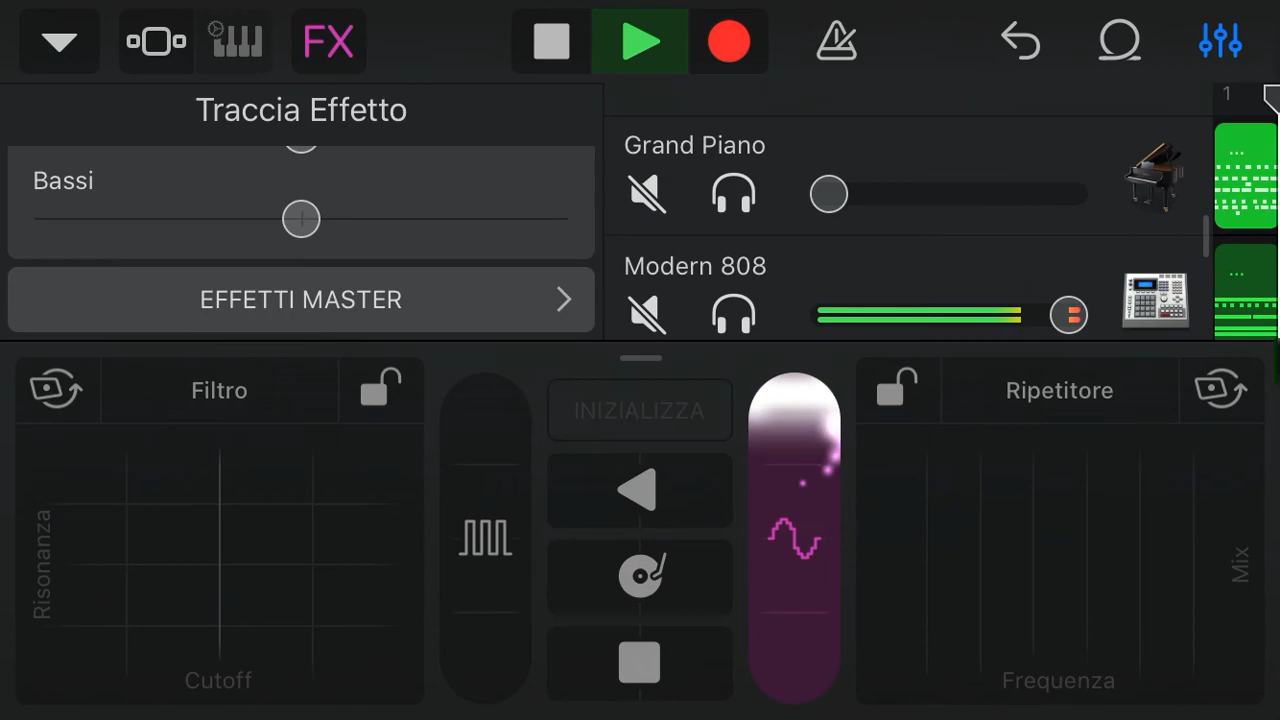 FX
Traccia Effetto
Bassi
EFFETTI MASTER
Grand Piano
Modern 808
1
...
...
Filtro
Risonanza
Cutoff
INIZIALIZZA
Ripetitore
Mix
Frequenza